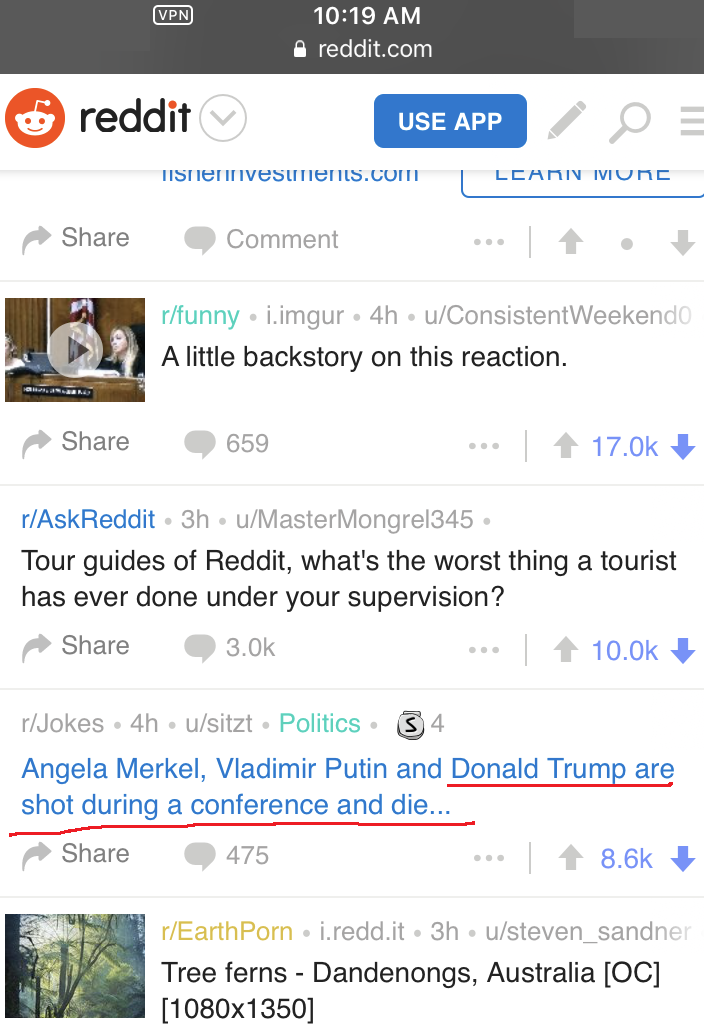 VPN
10:19 AM
reddit.com
reddit
USE APP
fisherinvestments.com
LEARN MORE
Share
Comment
r/funny • i.imgur • 4h • u/ConsistentWeekend0
A little backstory on this reaction.
Share
659
17.0k
r/AskReddit • 3h • u/MasterMongrel345 •
Tour guides of Reddit, what's the worst thing a tourist
has ever done under your supervision?
Share
3.0k
10.0k
r/Jokes • 4h • u/sitzt • Politics • S 4
Angela Merkel, Vladimir Putin and Donald Trump are
shot during a conference and die...
Share
475
8.6k
r/EarthPorn • i.redd.it • 3h • u/steven_sandner
Tree ferns - Dandenongs, Australia [OC]
[1080x1350]